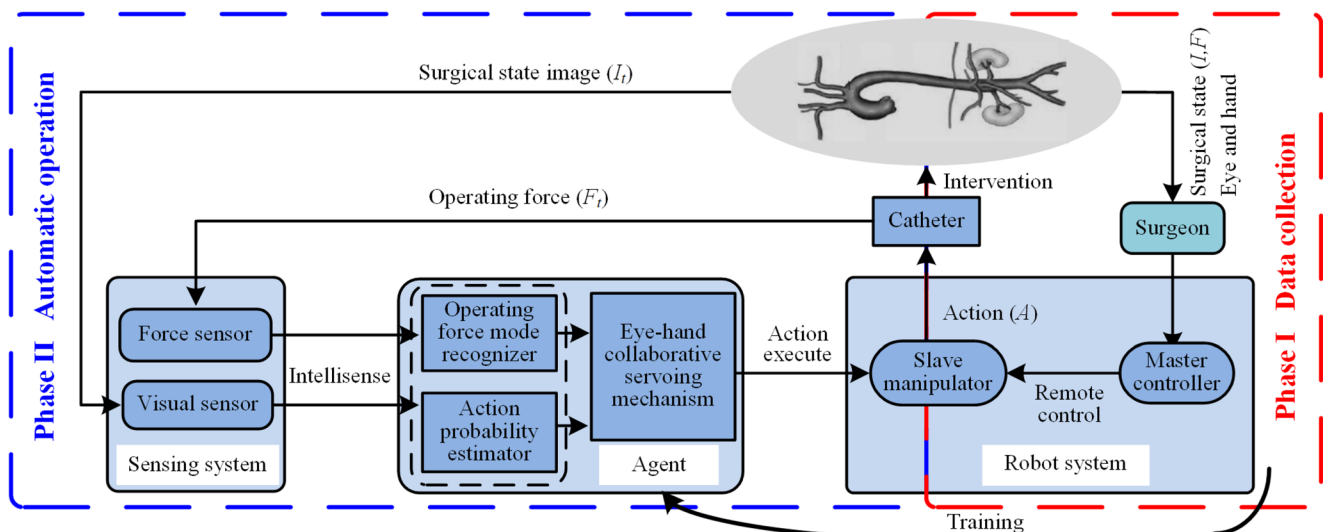 Surgical state image (I_t)
Surgical state (I,F)
Eye and hand
Phase II Automatic operation
Phase I Data collection
Intervention
Operating force (F_t)
Catheter
Surgeon
Operating
force mode
recognizer
Eye-hand
collaborative
servoing
mechanism
Action (A)
Force sensor
Action
execute
Slave
manipulator
Master
controller
Intellisense
Visual sensor
Remote
control
Action
probability
estimator
Sensing system
Agent
Robot system
Training